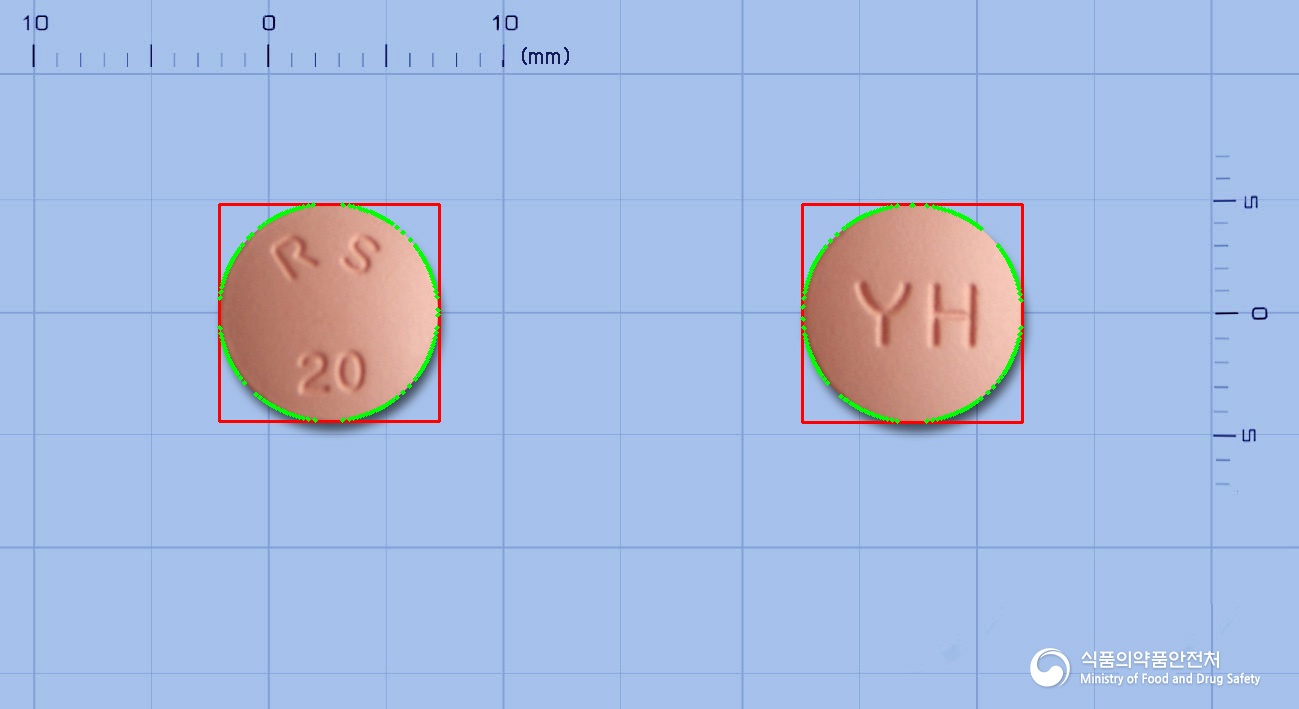 10 0 10
(mm)
R S
20
YH
5
0
5
식품의약품안전처
Ministry of Food and Drug Safety